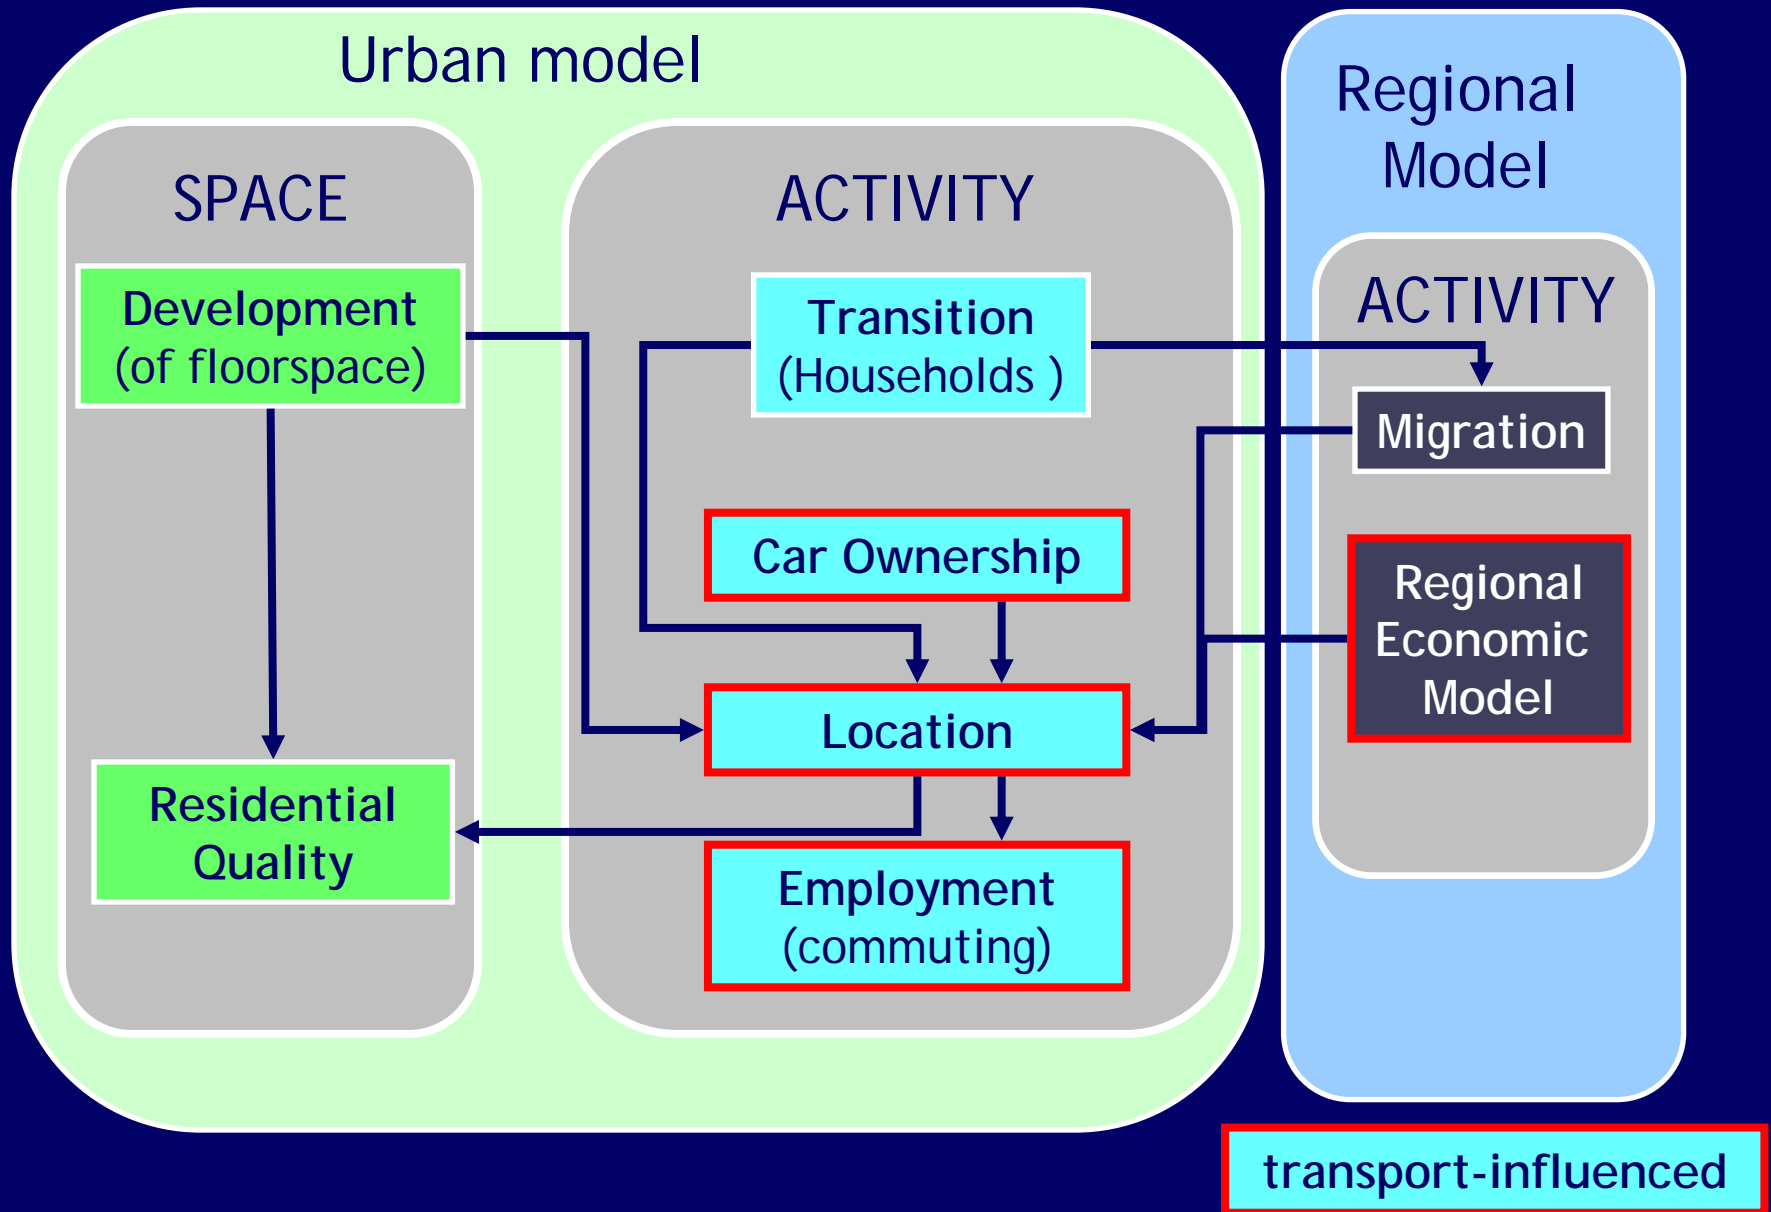 Urban model
SPACE
Development
(of floorspace)
Residential
Quality
ACTIVITY
Transition
(Households )
Car Ownership
Location
Employment
(commuting)
Regional
Model
ACTIVITY
Migration
Regional
Economic
Model
transport-influenced